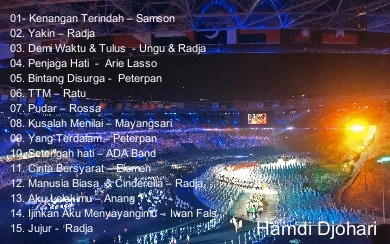 01- Kenangan Terindah – Samson
02. Yakin – Radja
03. Demi Waktu & Tulus - Ungu & Radja
04. Penjaga Hati - Arie Lasso
05. Bintang Disurga - Peterpan
06. TTM – Ratu
07. Pudar – Rossa
08. Kusalah Menilai – Mayangsari
09. Yang Terdalam – Peterpan
10. Setengah hati – ADA Band
11. Cinta Bersyarat – Element
12. Manusia Biasa & Cinderella – Radja
13. Aku Lelakimu – Anang
14. Ijinkan Aku Menyayangimu – Iwan Fals
15. Jujur - Radja
Hamdi Djohari